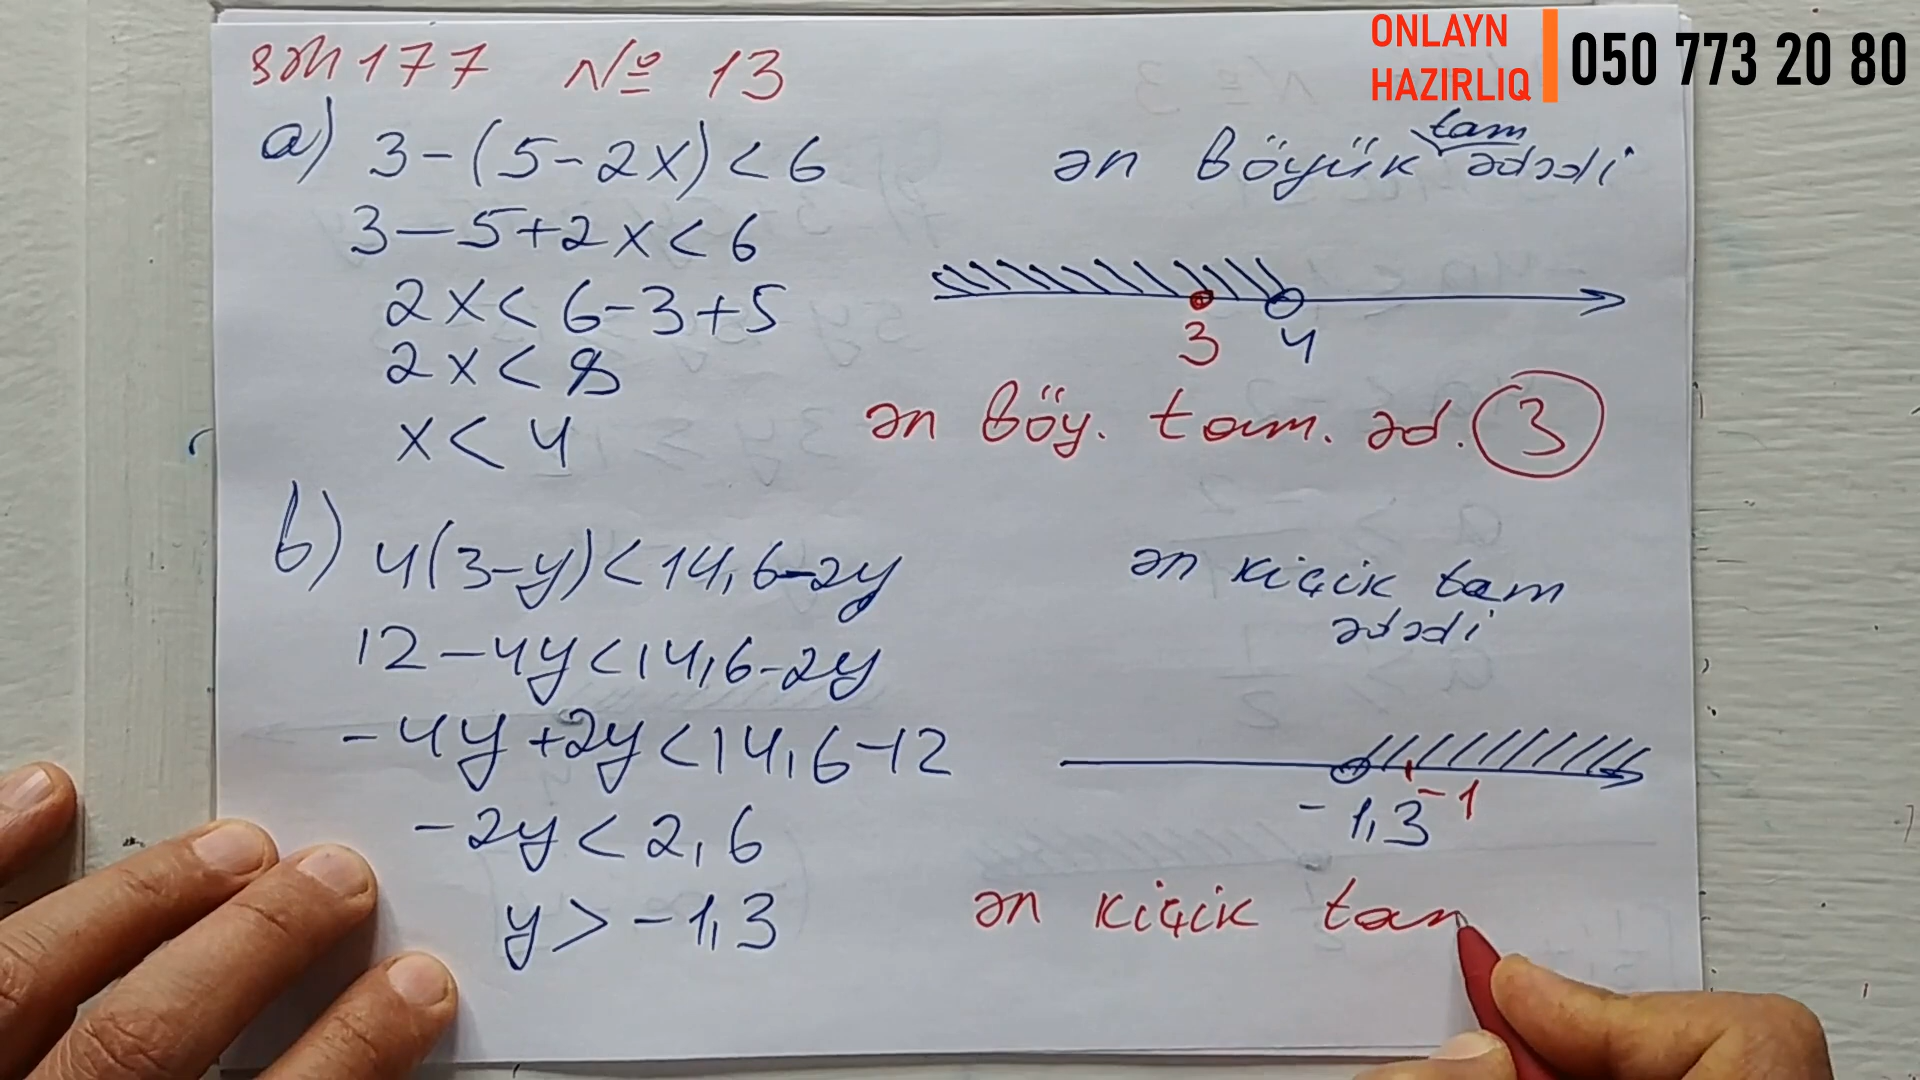 ONLAYN
HAZIRLIQ
050 773 20 80
səh 177 № 13
a) 3-(5-2x)<6
ən böyük tam ədədi
3-5+2x<6
2x<6-3+5
2x<8
x<4
3 4
ən böy. tam. əd. 3
b) 4(3-y)<14,6-2y
ən kiçik tam
ədədi
12-4y<14,6-2y
-4y+2y<14,6-12
-2y<2,6
y>-1,3
-1,3 -1
ən kiçik tam